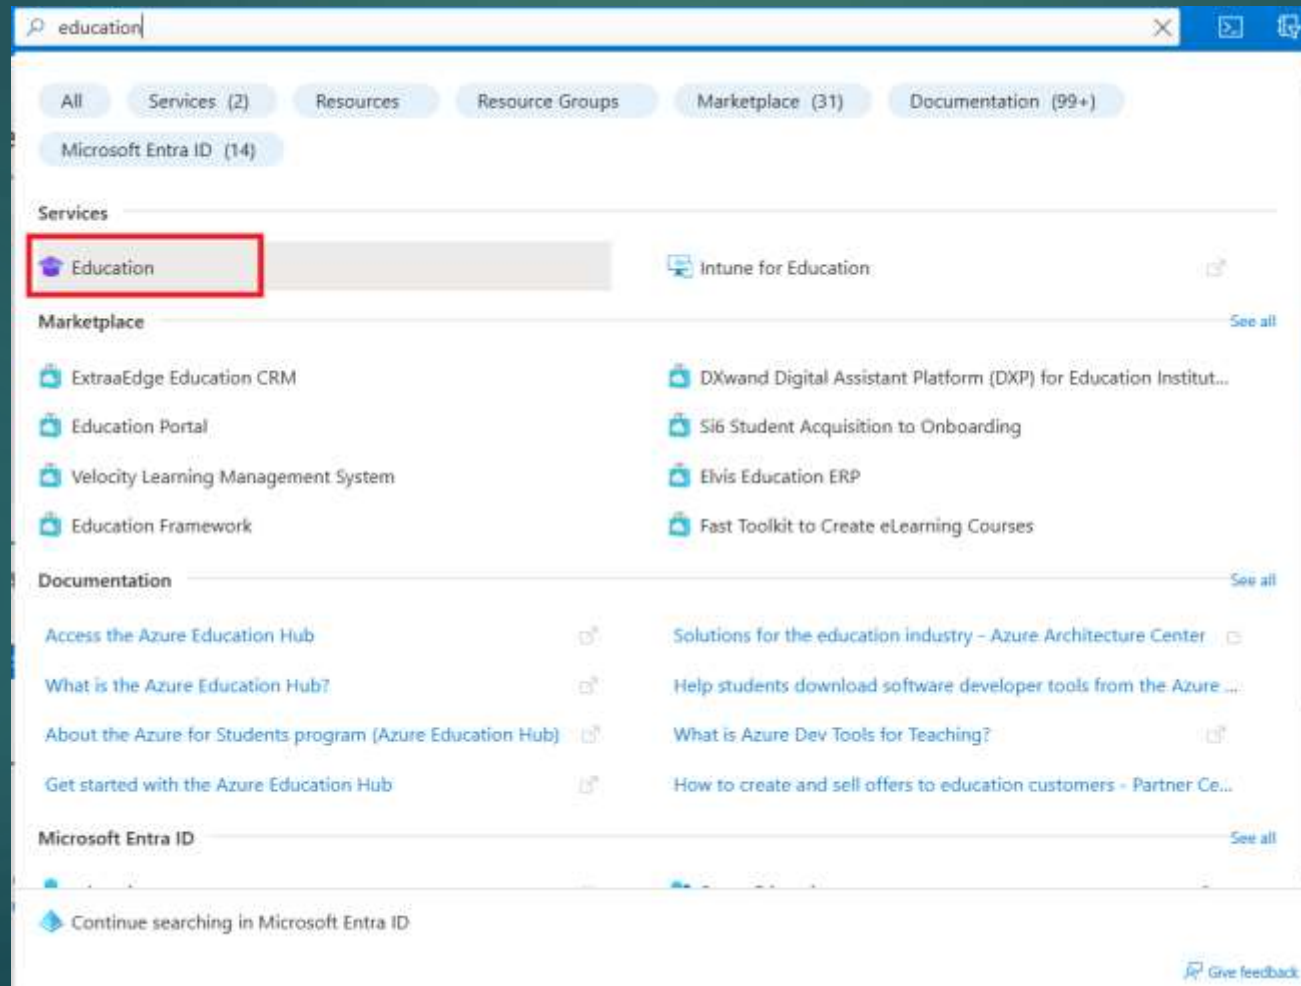 education
All Services (2) Resources Resource Groups Marketplace (31) Documentation (99+)
Microsoft Entra ID (14)
Services
Education Intune for Education
Marketplace See all
ExtraaEdge Education CRM DXwand Digital Assistant Platform (DXP) for Education Institut...
Education Portal Si6 Student Acquisition to Onboarding
Velocity Learning Management System Elvis Education ERP
Education Framework Fast Toolkit to Create eLearning Courses
Documentation See all
Access the Azure Education Hub Solutions for the education industry - Azure Architecture Center
What is the Azure Education Hub? Help students download software developer tools from the Azure ...
About the Azure for Students program (Azure Education Hub) What is Azure Dev Tools for Teaching?
Get started with the Azure Education Hub How to create and sell offers to education customers - Partner Ce...
Microsoft Entra ID See all
Continue searching in Microsoft Entra ID
Give feedback